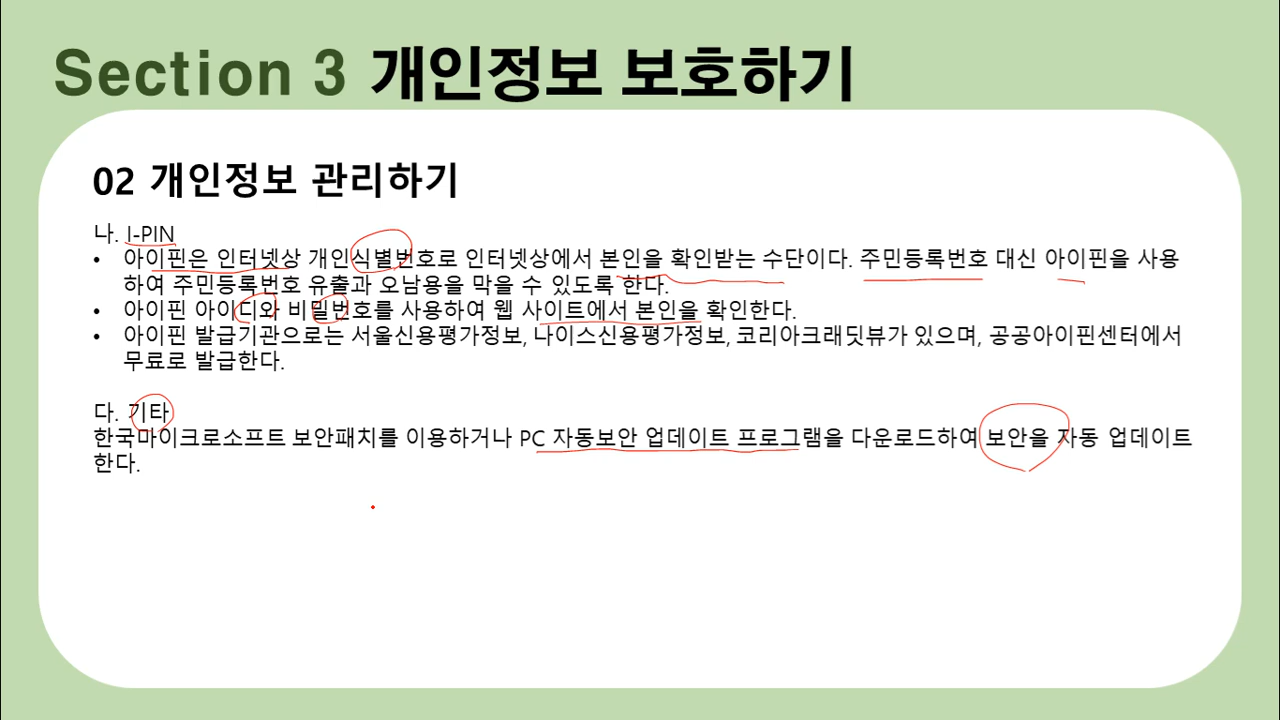 Section 3 개인정보 보호하기
02 개인정보 관리하기
나. I-PIN
• 아이핀은 인터넷상 개인식별번호로 인터넷상에서 본인을 확인받는 수단이다. 주민등록번호 대신 아이핀을 사용
하여 주민등록번호 유출과 오남용을 막을 수 있도록 한다.
• 아이핀 아이디와 비밀번호를 사용하여 웹 사이트에서 본인을 확인한다.
• 아이핀 발급기관으로는 서울신용평가정보, 나이스신용평가정보, 코리아크레딧뷰가 있으며, 공공아이핀센터에서
무료로 발급한다.
다. 기타
한국마이크로소프트 보안패치를 이용하거나 PC 자동보안 업데이트 프로그램을 다운로드하여 보안을 자동 업데이트
한다.